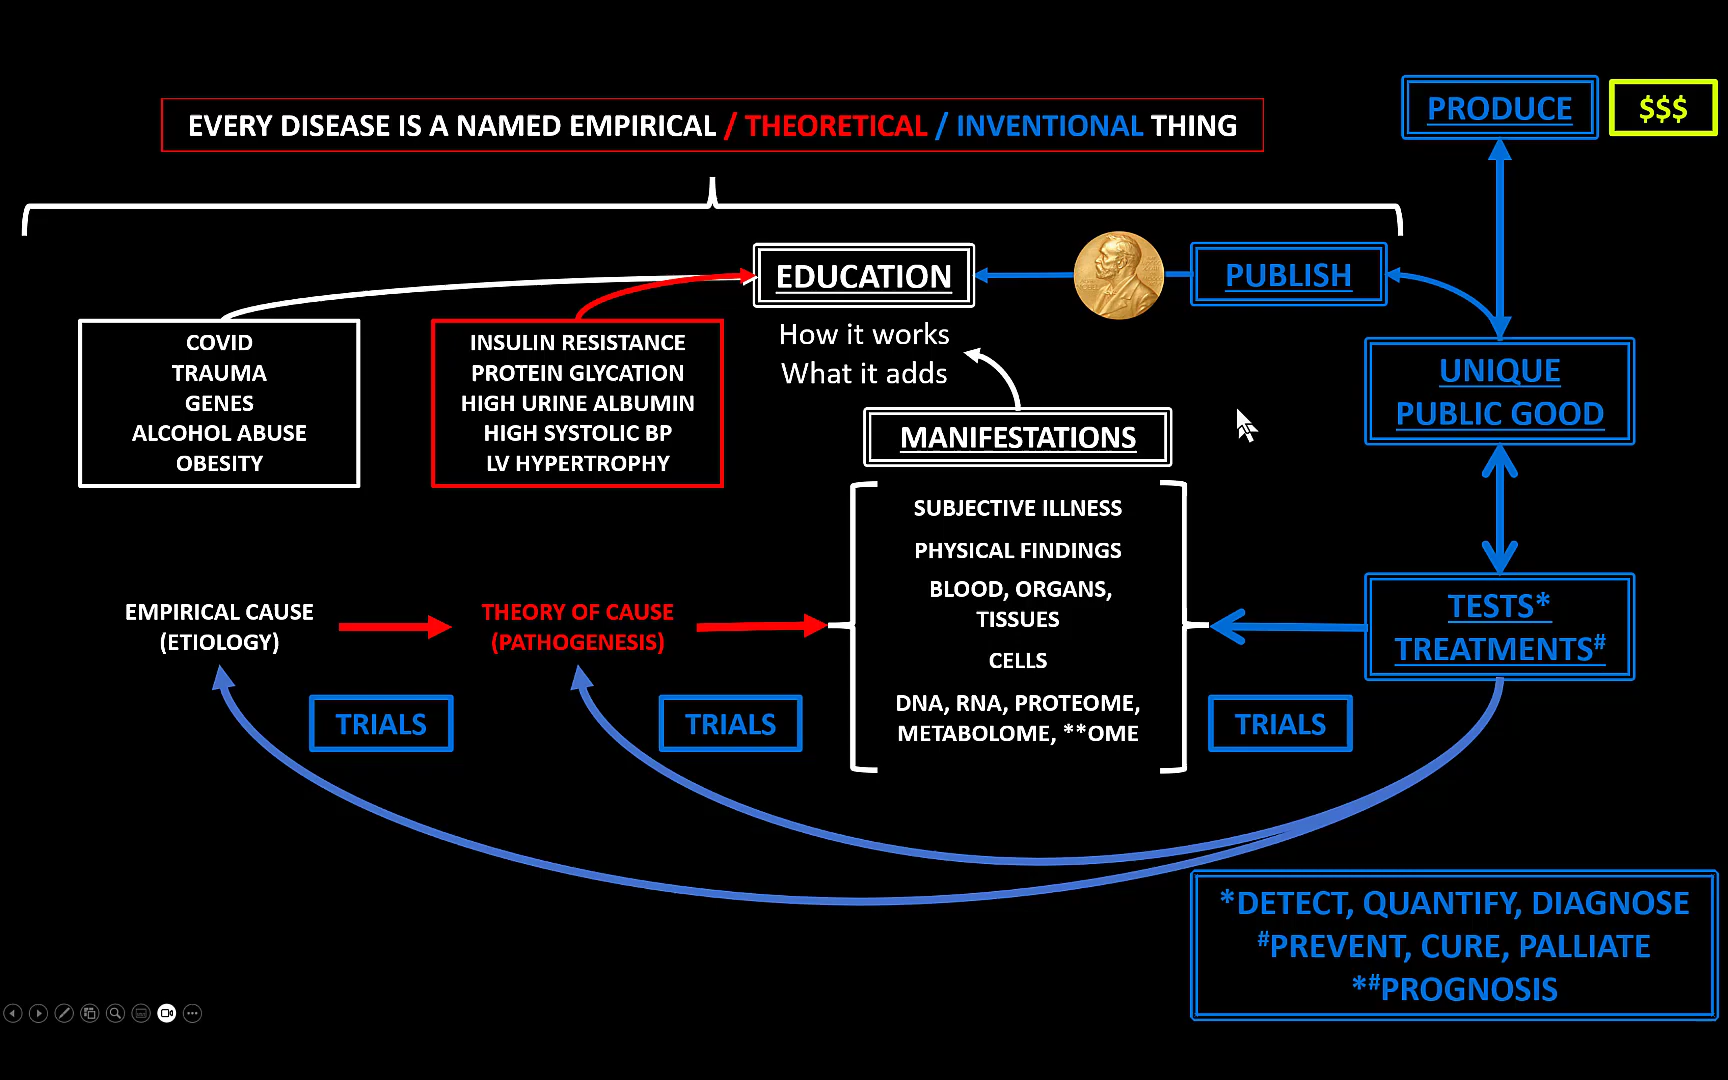 EVERY DISEASE IS A NAMED EMPIRICAL / THEORETICAL / INVENTIONAL THING
PRODUCE
$$$
EDUCATION
PUBLISH
How it works
What it adds
COVID
TRAUMA
GENES
ALCOHOL ABUSE
OBESITY
INSULIN RESISTANCE
PROTEIN GLYCATION
HIGH URINE ALBUMIN
HIGH SYSTOLIC BP
LV HYPERTROPHY
UNIQUE
PUBLIC GOOD
MANIFESTATIONS
SUBJECTIVE ILLNESS
PHYSICAL FINDINGS
BLOOD, ORGANS,
TISSUES
CELLS
DNA, RNA, PROTEOME,
METABOLOME, **OME
EMPIRICAL CAUSE
(ETIOLOGY)
THEORY OF CAUSE
(PATHOGENESIS)
TESTS*
TREATMENTS#
TRIALS
TRIALS
TRIALS
*DETECT, QUANTIFY, DIAGNOSE
#PREVENT, CURE, PALLIATE
*#PROGNOSIS